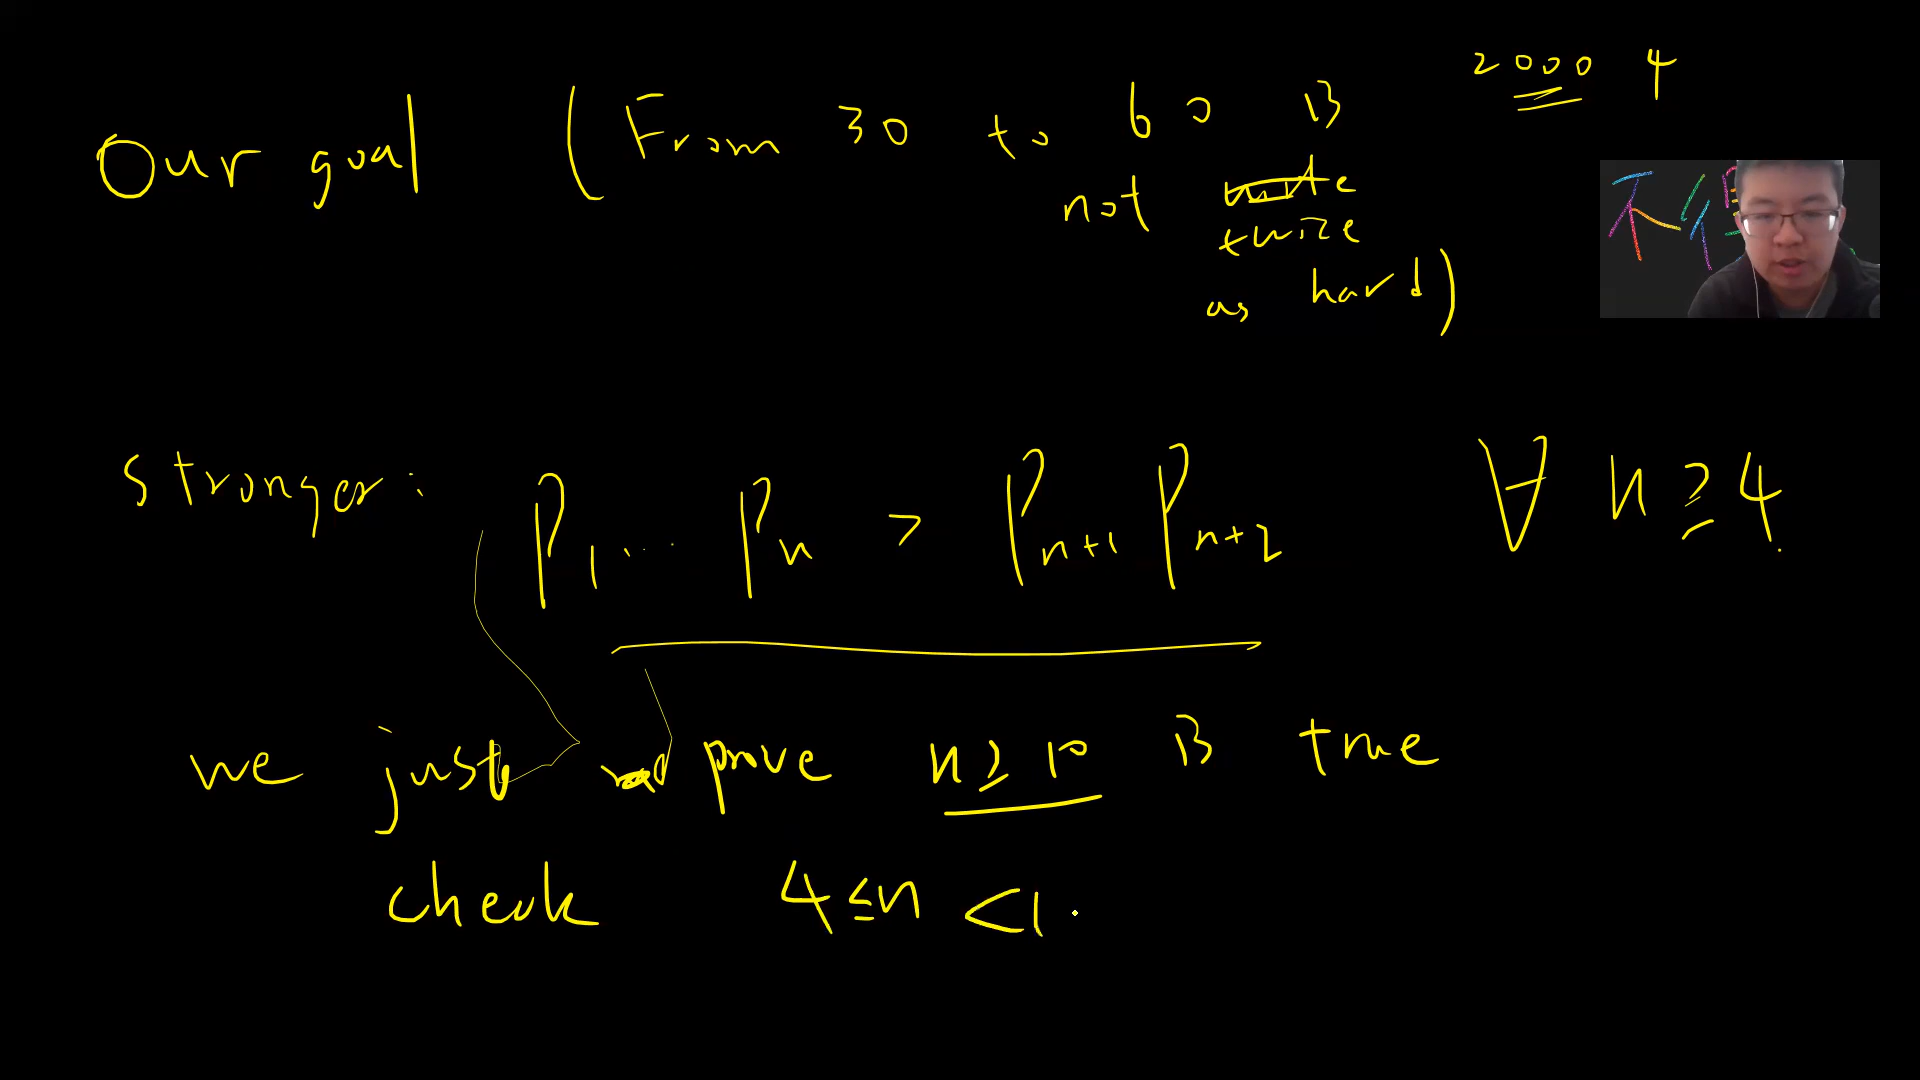 2000 4
Our goal (From 30 to 60 is
not twice
as hard)
stronger: P1 ... Pn > Pn+1 Pn+2 ∀ n ≥ 4
we just prove n ≥ 10 is true
check 4 ≤ n < 1
不